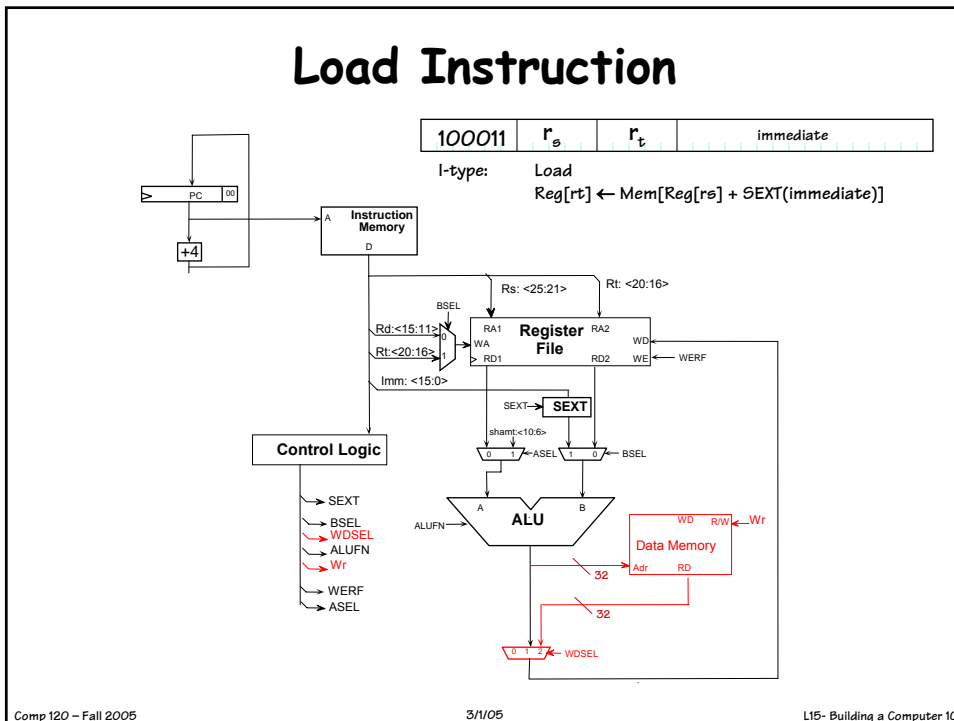 Load Instruction
100011 rs rt immediate
I-type: Load
Reg[rt] ← Mem[Reg[rs] + SEXT(immediate)]
PC 00
+4
A Instruction
Memory
D
Rs: <25:21>
Rt: <20:16>
BSEL
Rd:<15:11> 0
Rt:<20:16> 1
RA1 Register RA2
WA File WD
RD1 RD2 WE WERF
Imm: <15:0>
SEXT SEXT
shamt:<10:6>
0 1 ASEL 1 0 BSEL
Control Logic
SEXT
BSEL
WDSEL
ALUFN
Wr
WERF
ASEL
A B
ALU
ALUFN
WD R/W Wr
Data Memory
Adr RD
32
32
0 1 2 WDSEL
Comp 120 – Fall 2005 3/1/05 L15- Building a Computer 10